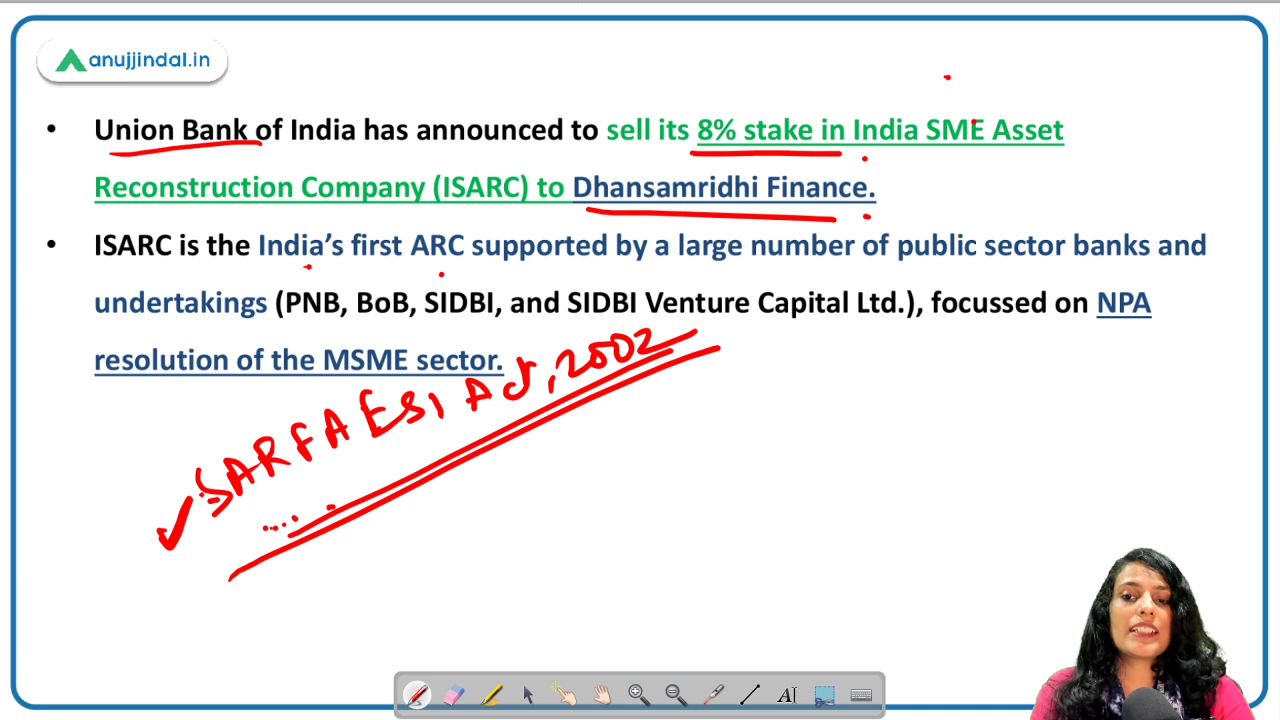 anujjindal.in
• Union Bank of India has announced to sell its 8% stake in India SME Asset
Reconstruction Company (ISARC) to Dhansamridhi Finance.
• ISARC is the India’s first ARC supported by a large number of public sector banks and
undertakings (PNB, BoB, SIDBI, and SIDBI Venture Capital Ltd.), focussed on NPA
resolution of the MSME sector.
SARFAESI Act, 2002
A